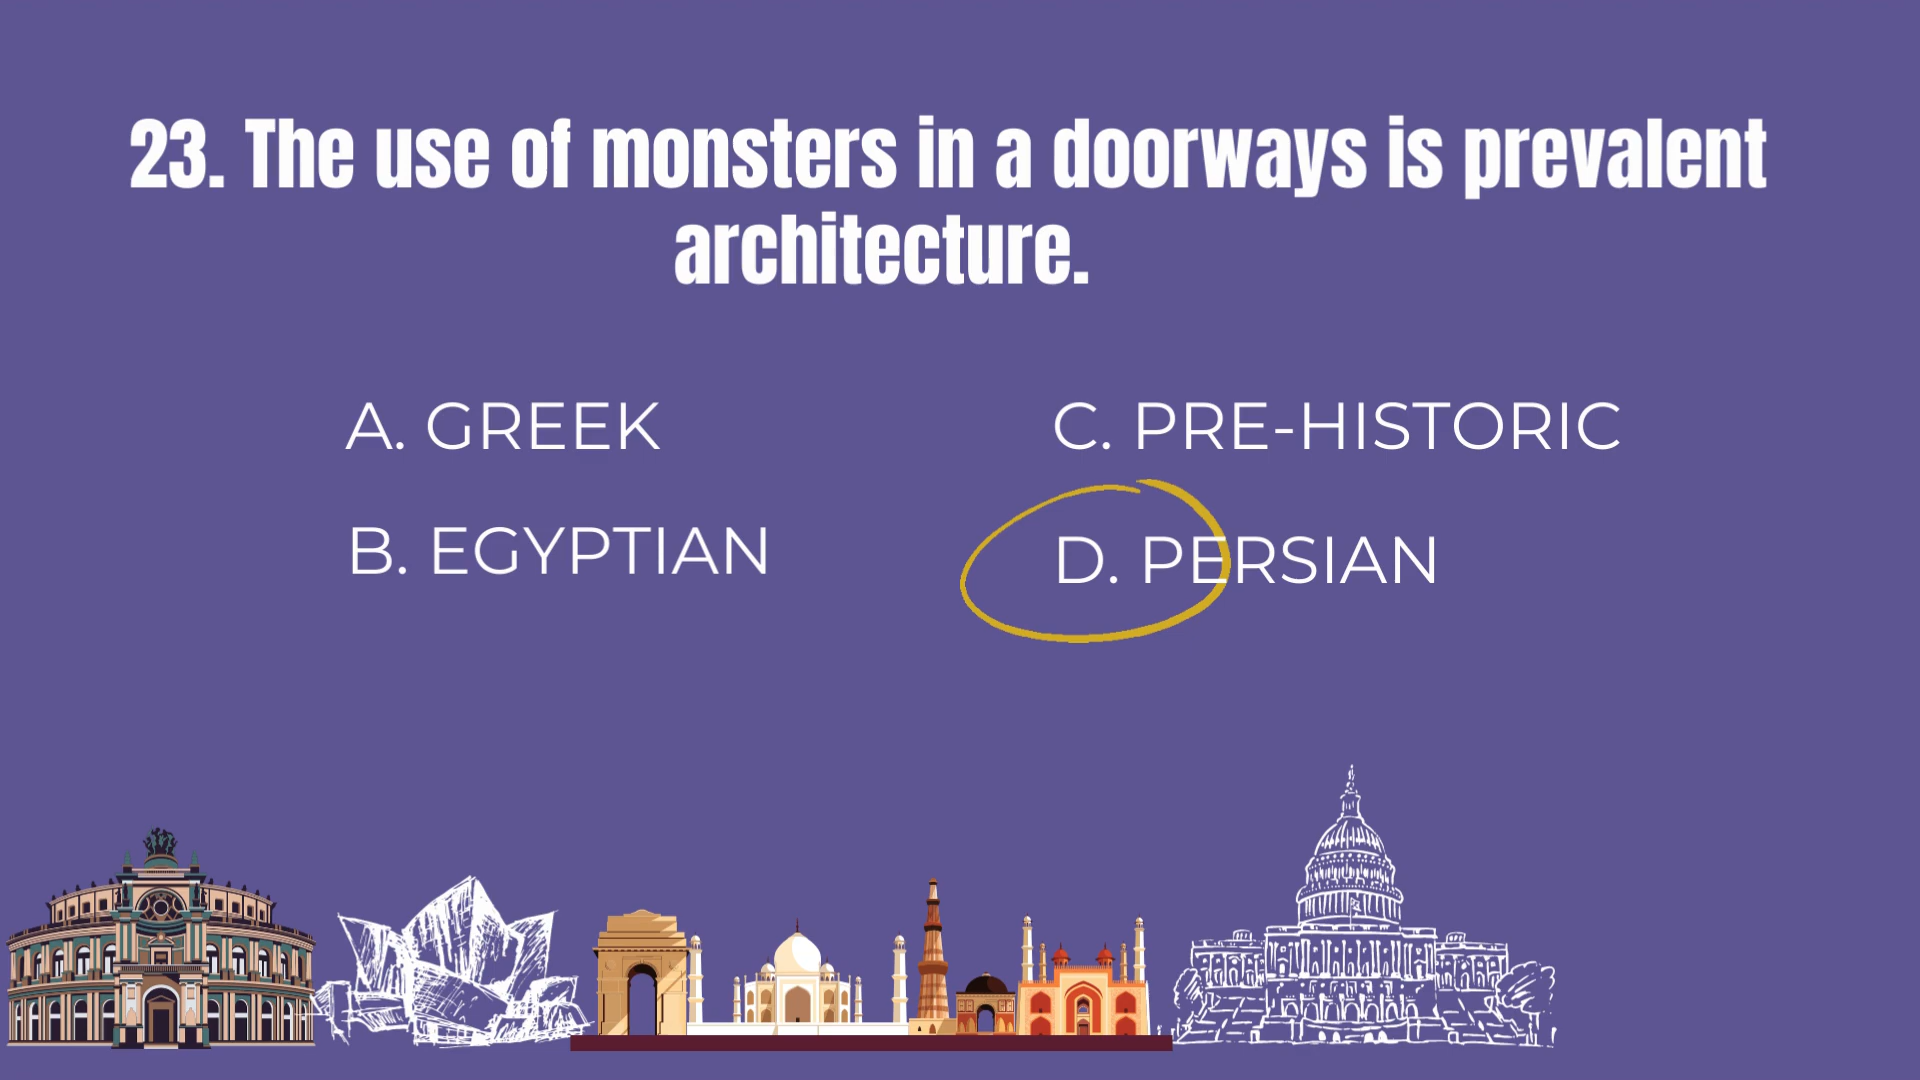 23. The use of monsters in a doorways is prevalent
architecture.
A. GREEK
B. EGYPTIAN
C. PRE-HISTORIC
D. PERSIAN